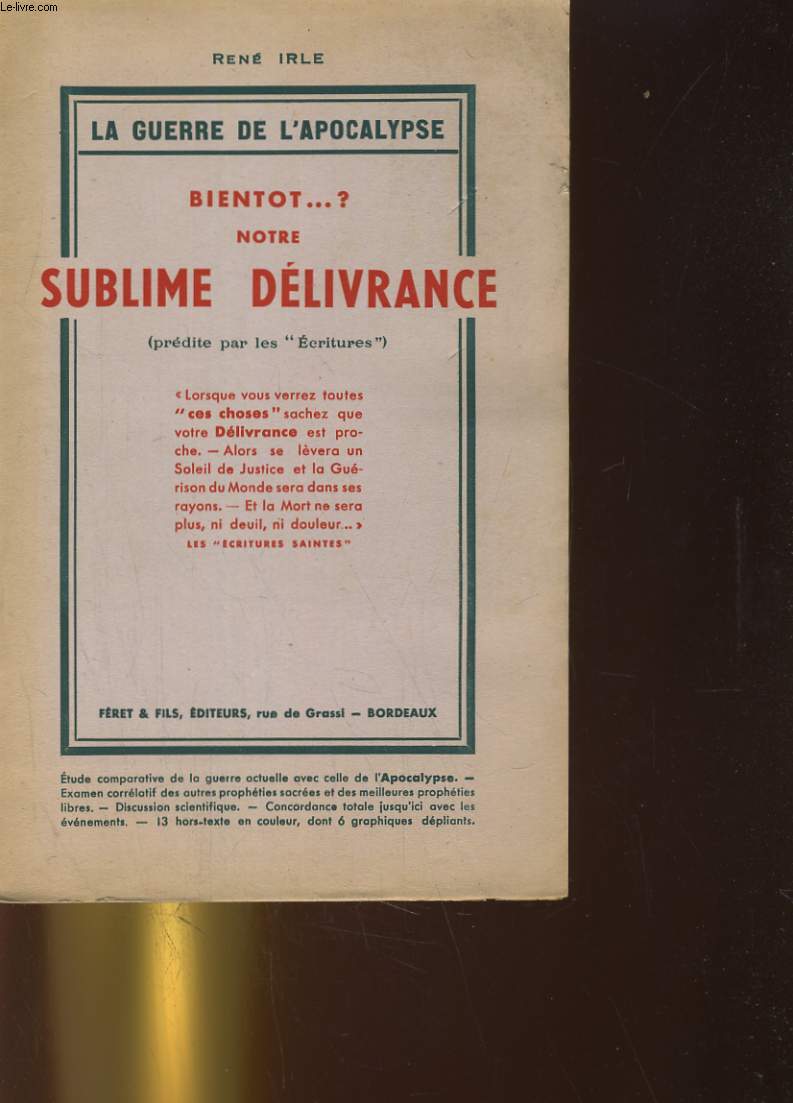 Le-livre.com
RENÉ IRLE
LA GUERRE DE L'APOCALYPSE
BIENTOT...?
NOTRE
SUBLIME DÉLIVRANCE
(prédite par les “Écritures”)
« Lorsque vous verrez toutes
"ces choses" sachez que
votre Délivrance est pro-
che. — Alors se lèvera un
Soleil de Justice et la Gué-
rison du Monde sera dans ses
rayons. — Et la Mort ne sera
plus, ni deuil, ni douleur... »
LES "ÉCRITURES SAINTES"
FÉRET & FILS, ÉDITEURS, rue de Grassi — BORDEAUX
Étude comparative de la guerre actuelle avec celle de l'Apocalypse. —
Examen corrélatif des autres prophéties sacrées et des meilleures prophéties
libres. — Discussion scientifique. — Concordance totale jusqu'ici avec les
événements. — 13 hors-texte en couleur, dont 6 graphiques dépliants.